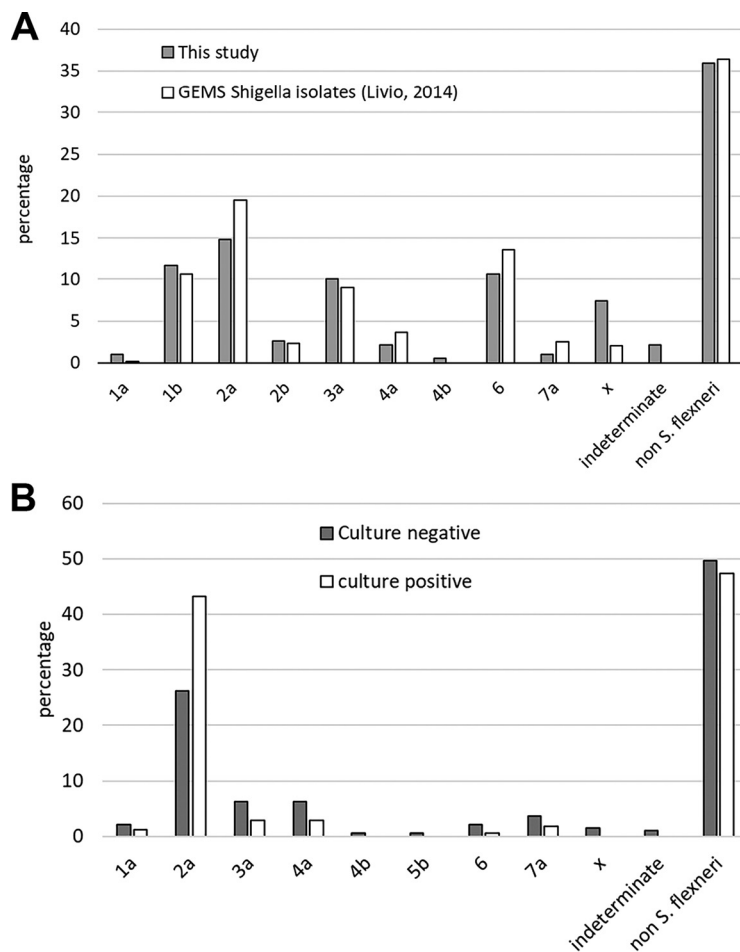 A
40
35
30
25
20
15
10
5
0
percentage
This study
GEMS Shigella isolates (Livio, 2014)
1a 1b 2a 2b 3a 4a 4b 6 7a x indeterminate non S. flexneri
B
60
50
40
30
20
10
0
percentage
Culture negative
culture positive
1a 2a 3a 4a 4b 5b 6 7a x indeterminate non S. flexneri